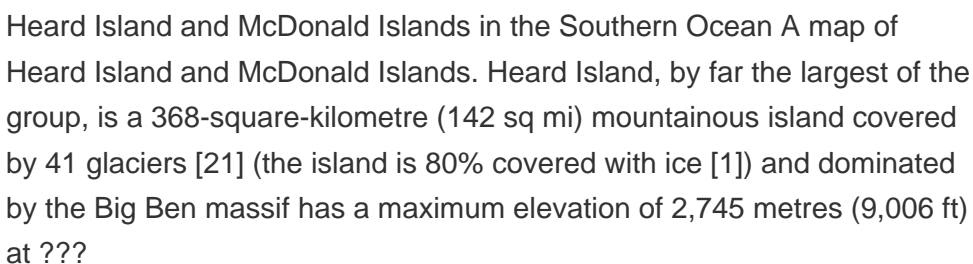 Heard Island and McDonald Islands in the Southern Ocean A map of
Heard Island and McDonald Islands. Heard Island, by far the largest of the
group, is a 368-square-kilometre (142 sq mi) mountainous island covered
by 41 glaciers [21] (the island is 80% covered with ice [1]) and dominated
by the Big Ben massif has a maximum elevation of 2,745 metres (9,006 ft)
at ???